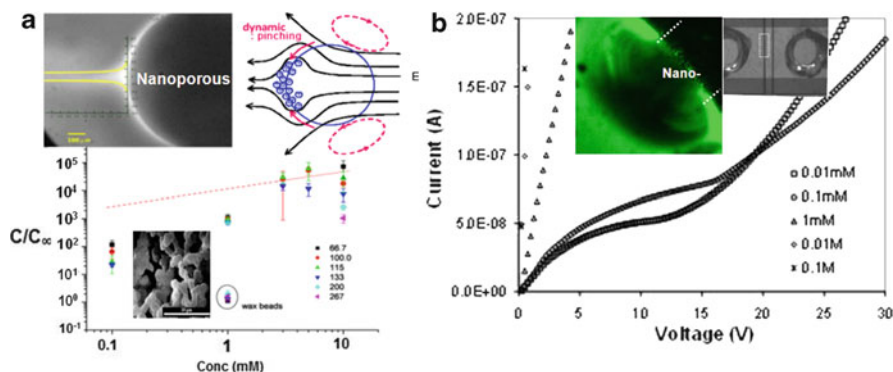 a
Nanoporous
dynamic
pinching
E
10⁵
10⁴
10³
10²
10¹
10⁰
10⁻¹
C/C∞
0.1
1
10
Conc (mM)
66.7
100.0
115
133
200
267
wax beads
b
2.0E-07
1.5E-07
1.0E-07
5.0E-08
0.0E+00
Current (A)
0
5
10
15
20
25
30
Voltage (V)
Nano-
0.01mM
0.1mM
1mM
0.01M
0.1M